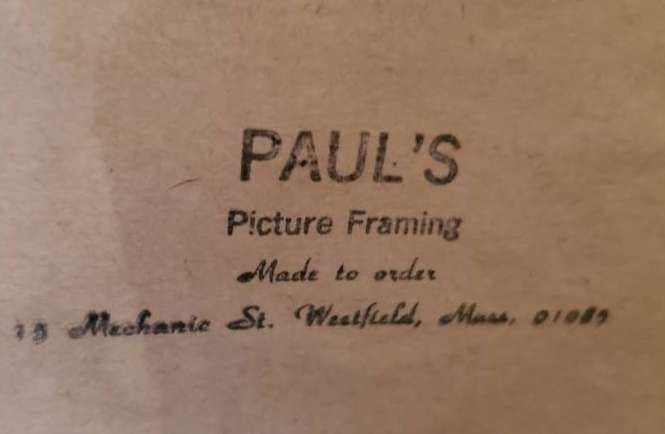 PAUL'S
Picture Framing
Made to order
Mechanic St. Westfield, Mass. 01085